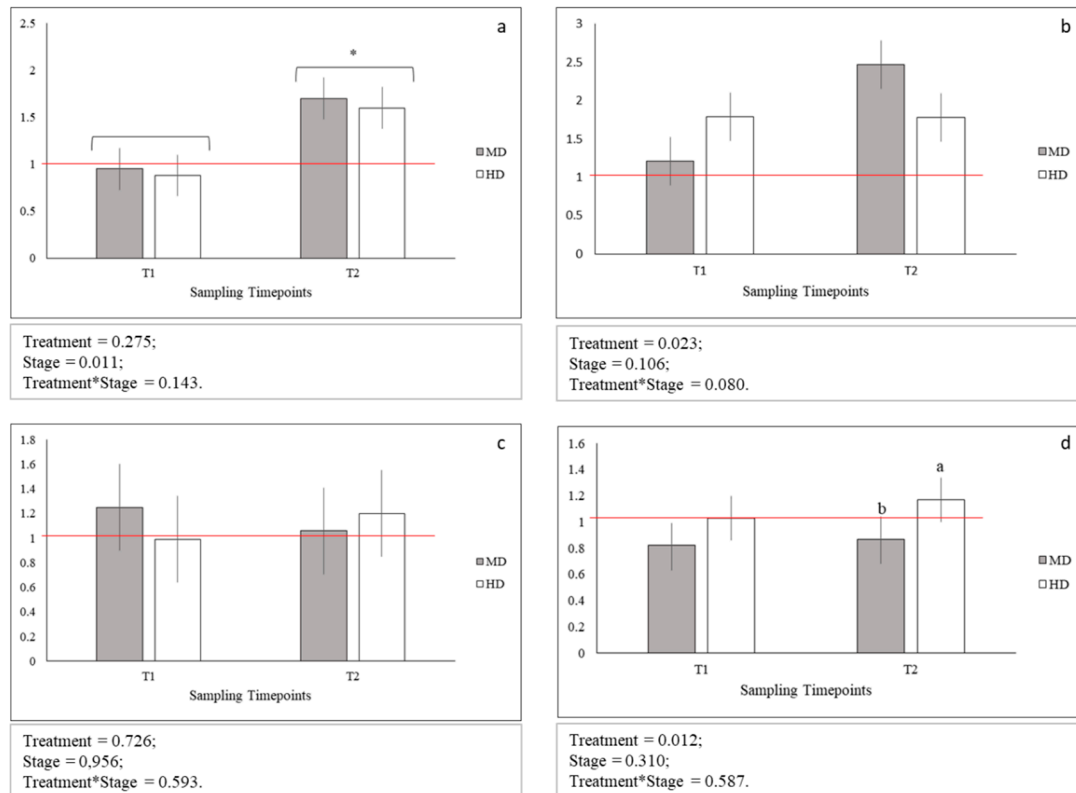 a
2.5
2
1.5
1
0.5
0
*
MD
HD
T1 T2
Sampling Timepoints
Treatment = 0.275;
Stage = 0.011;
Treatment*Stage = 0.143.
b
3
2.5
2
1.5
1
0.5
0
MD
HD
T1 T2
Sampling Timepoints
Treatment = 0.023;
Stage = 0.106;
Treatment*Stage = 0.080.
c
1.8
1.6
1.4
1.2
1
0.8
0.6
0.4
0.2
0
MD
HD
T1 T2
Sampling Timepoints
Treatment = 0.726;
Stage = 0,956;
Treatment*Stage = 0.593.
d
1.6
1.4
1.2
1
0.8
0.6
0.4
0.2
0
a
b
MD
HD
T1 T2
Sampling Timepoints
Treatment = 0.012;
Stage = 0.310;
Treatment*Stage = 0.587.